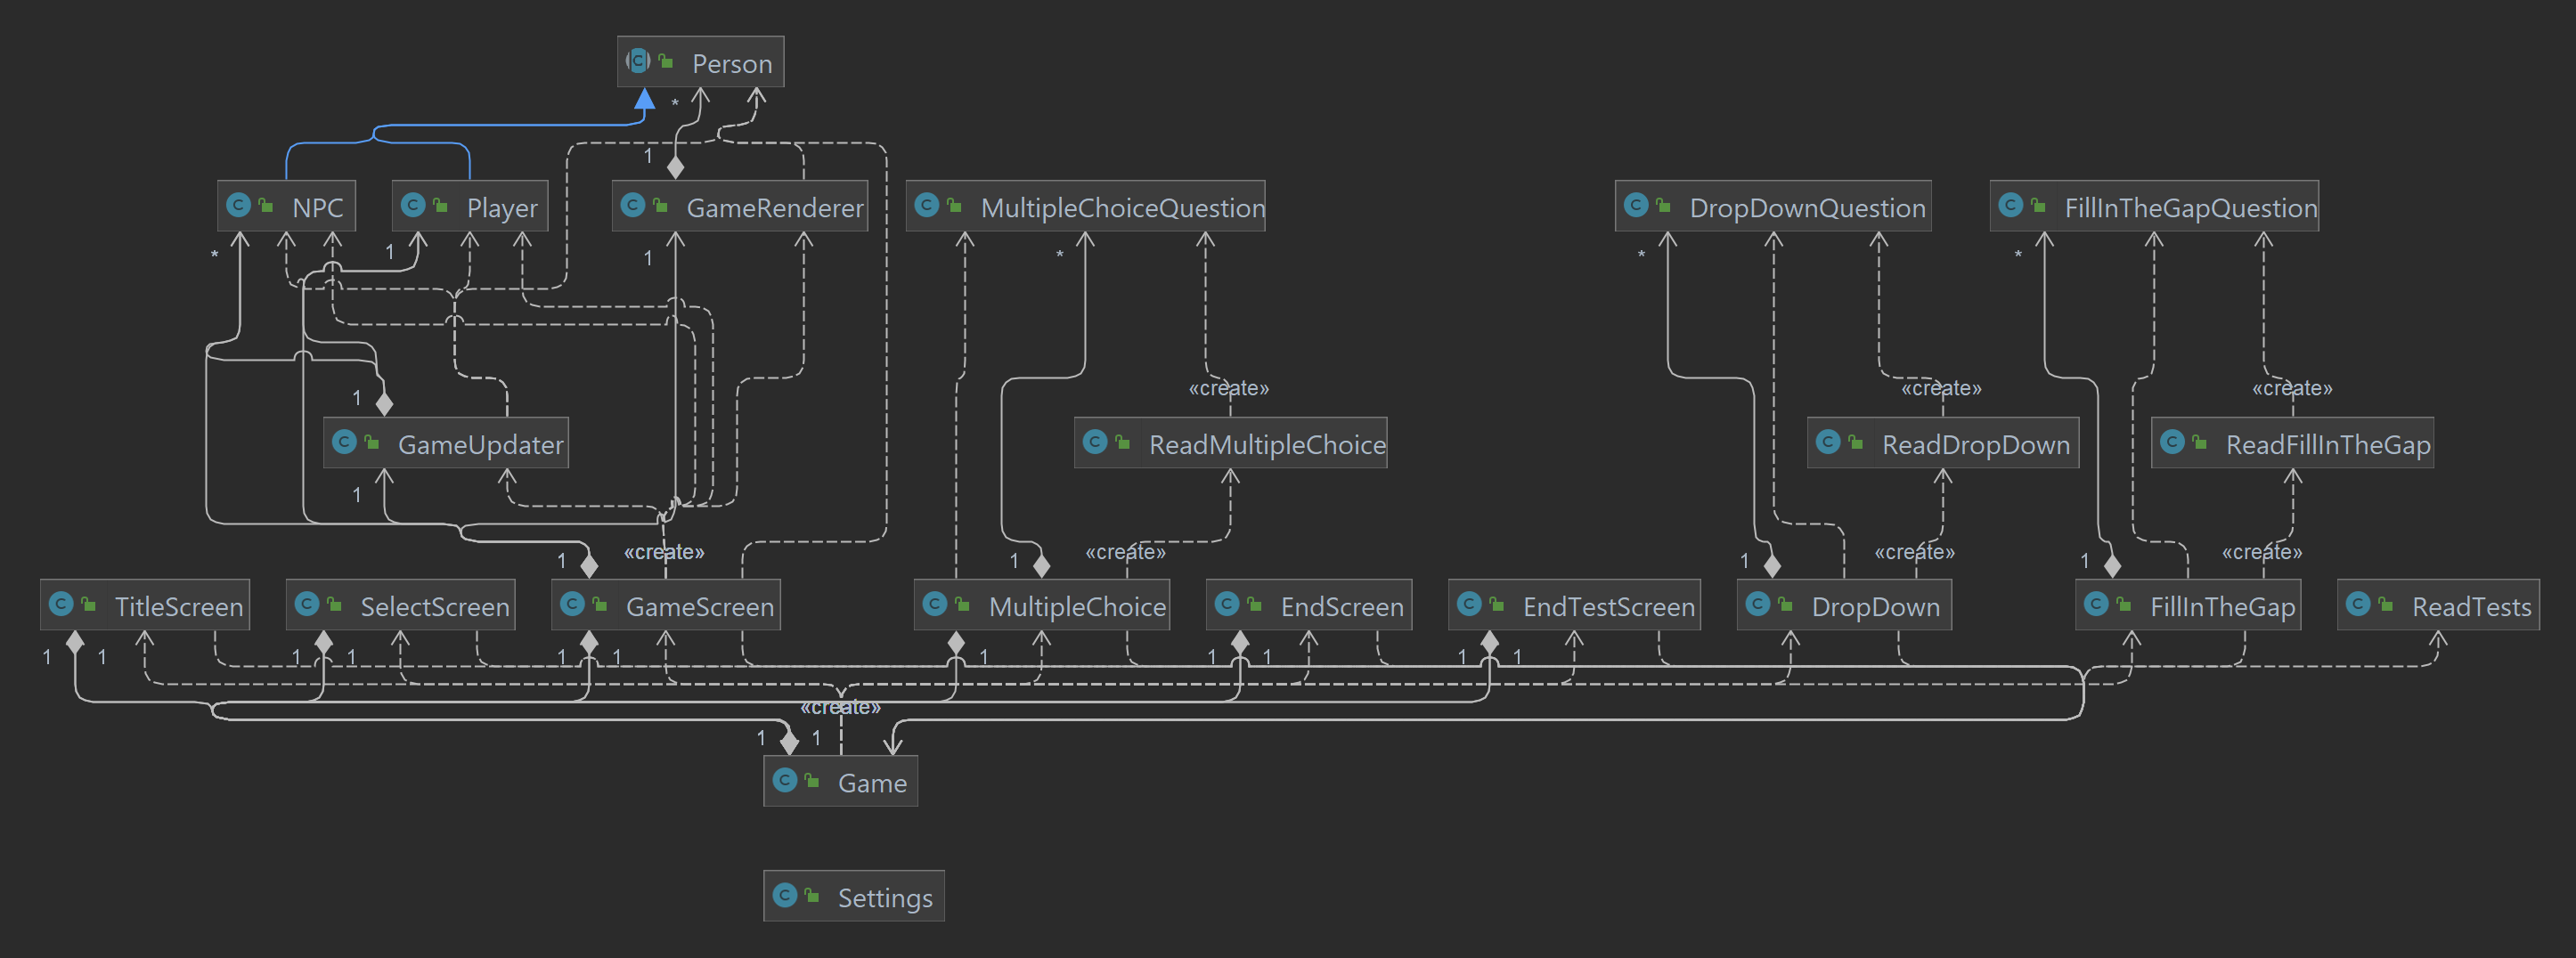 Person
*
1
NPC
Player
GameRenderer
MultipleChoiceQuestion
DropDownQuestion
FillInTheGapQuestion
*
1
1
*
*
*
«create»
«create»
«create»
1
GameUpdater
ReadMultipleChoice
ReadDropDown
ReadFillInTheGap
1
1
«create»
1
«create»
1
«create»
1
«create»
TitleScreen
SelectScreen
GameScreen
MultipleChoice
EndScreen
EndTestScreen
DropDown
FillInTheGap
ReadTests
1
1
1
1
1
1
1
1
1
1
1
«create»
1
1
Game
Settings